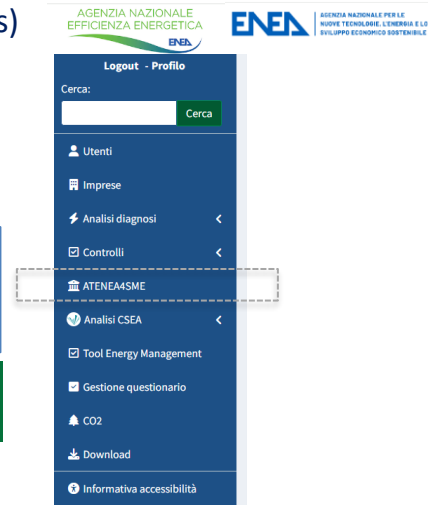 s)
AGENZIA NAZIONALE
EFFICIENZA ENERGETICA
ENEA
ENEA
AGENZIA NAZIONALE PER LE
NUOVE TECNOLOGIE, L'ENERGIA E LO
SVILUPPO ECONOMICO SOSTENIBILE
Logout - Profilo
Cerca:
Cerca
Utenti
Imprese
Analisi diagnosi
Controlli
ATENEA4SME
Analisi CSEA
Tool Energy Management
Gestione questionario
CO2
Download
Informativa accessibilità